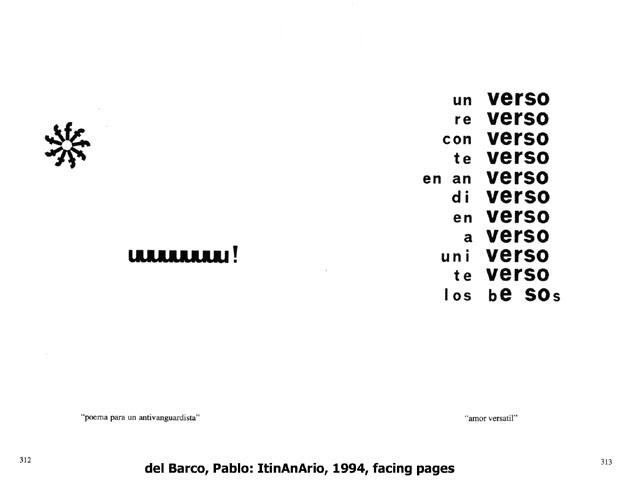 uuuuuuuu!
"poema para un antivanguardista"
312
un verso
re verso
con verso
te verso
en an verso
di verso
en verso
a verso
uni verso
te verso
los be sos
"amor versatil"
313
del Barco, Pablo: ItinAnArio, 1994, facing pages